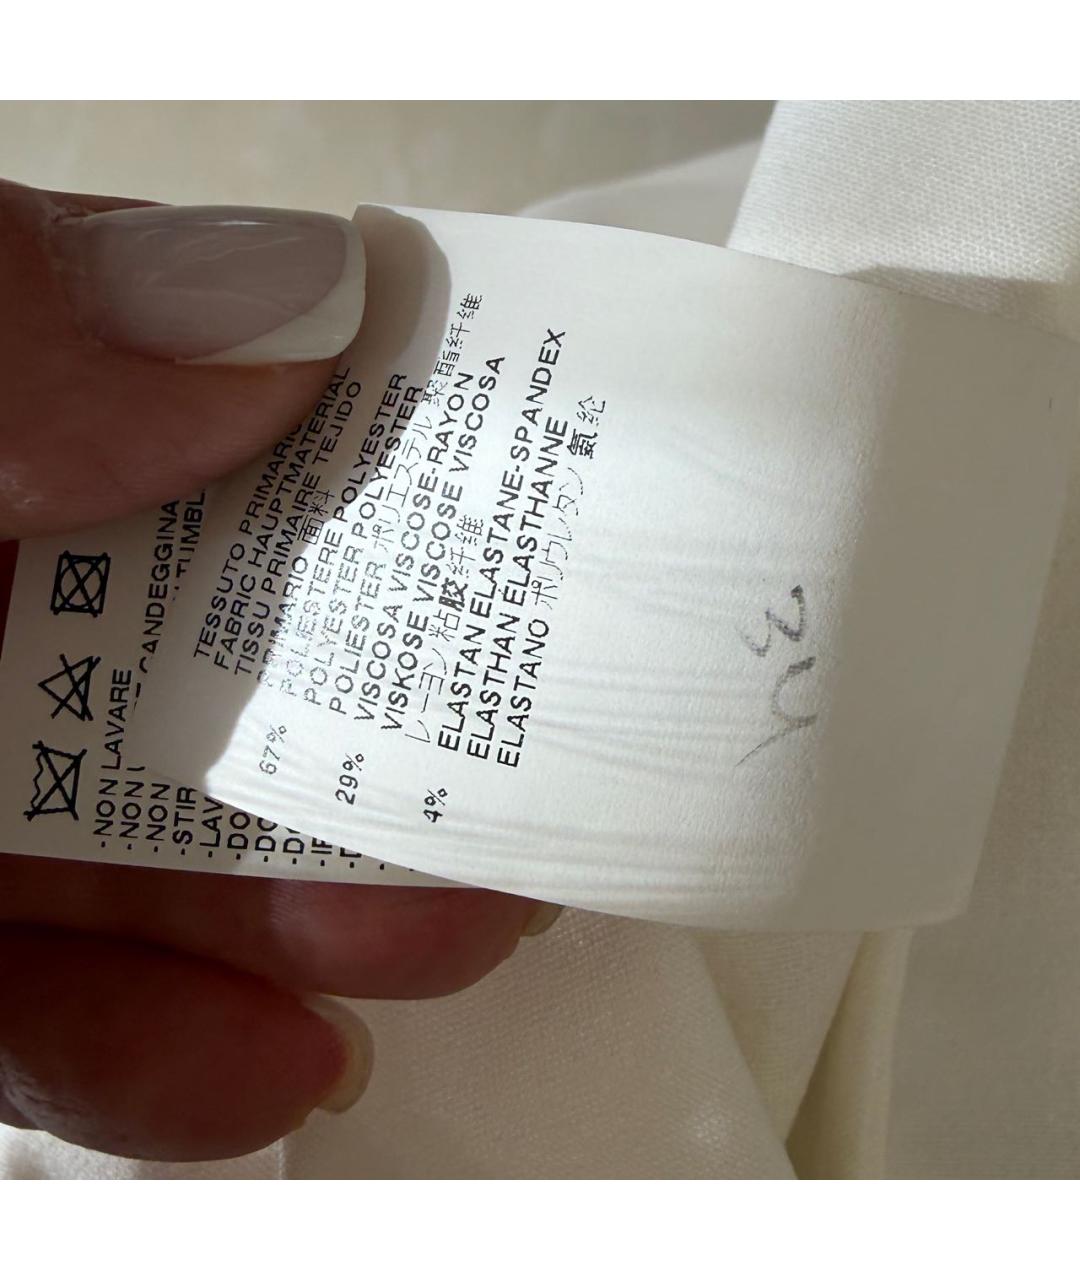 TESSUTO PRIMARIO
FABRIC HAUPTMATERIAL
TISSU PRIMAIRE TEJIDO
PRIMARIO 面料
67% POLIESTERE POLYESTER
POLYESTER POLYESTER
POLIESTER ポリエステル 聚酯纤维
29% VISCOSA VISCOSE-RAYON
VISKOSE VISCOSE VISCOSA
レーヨン 粘胶纤维
4% ELASTAN ELASTANE-SPANDEX
ELASTHAN ÉLASTHANNE
ELASTANO ポリウレタン 氨纶
-NON LAVARE
CANDEGGINA
-NON
-NON
-STIR
-LAV
-DO
-DO